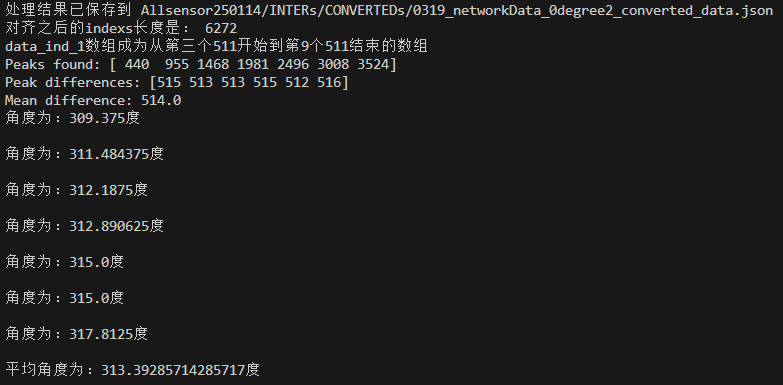 处理结果已保存到 Allsensor250114/INTERs/CONVERTEDs/0319_networkData_0degree2_converted_data.json
对齐之后的indexs长度是： 6272
data_ind_1数组成为从第三个511开始到第9个511结束的数组
Peaks found: [ 440  955 1468 1981 2496 3008 3524]
Peak differences: [515 513 513 515 512 516]
Mean difference: 514.0
角度为：309.375度
角度为：311.484375度
角度为：312.1875度
角度为：312.890625度
角度为：315.0度
角度为：315.0度
角度为：317.8125度
平均角度为：313.39285714285717度